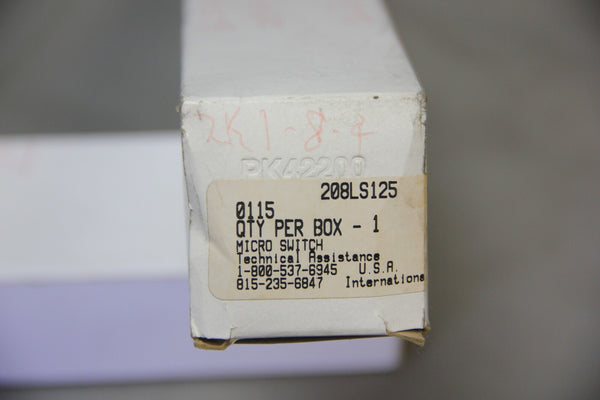 2K1-8-4
PK42200
208LS125
0115
QTY PER BOX - 1
MICRO SWITCH
Technical Assistance
1-800-537-6945 U.S.A.
815-235-6847 Internationa